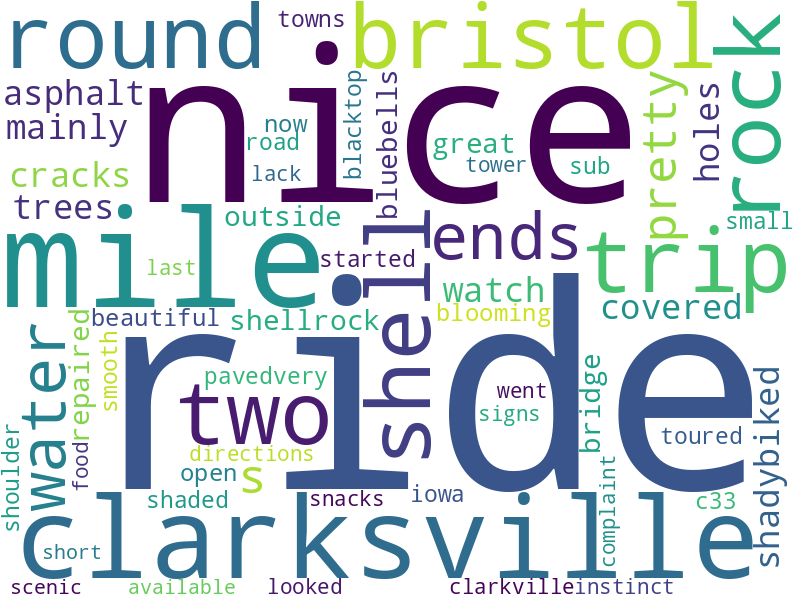 towns
round
bristol
rock
nice
asphalt
mainly
now
road
lack
blacktop
bluebells
great
tower
sub
pretty
holes
cracks
trees
outside
mile
ends
trip
small
last
started
shell
watch
covered
beautiful
shellrock
blooming
water
repaired
smooth
ride
pavedvery
two
went
signs
bridge
toured
shadybiked
directions
shoulder
food
open
s
shaded
snacks
iowa
complaint
c33
clarksville
short
scenic
available
looked
clarkville
instinct